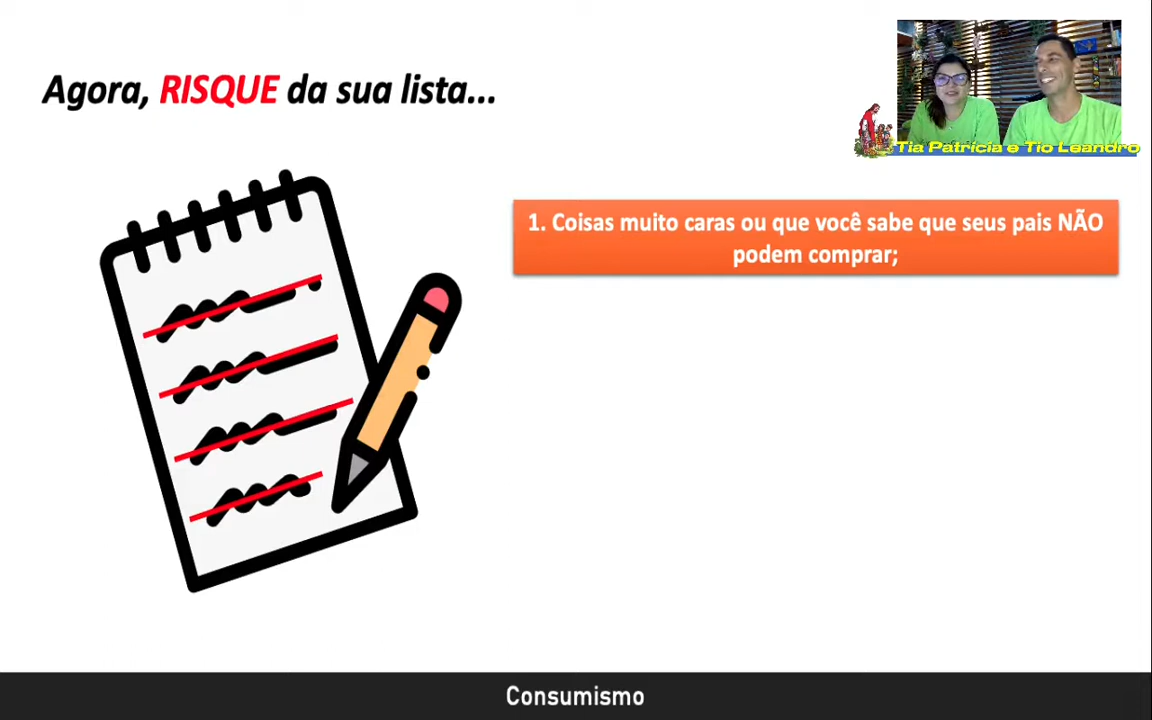 Agora, RISQUE da sua lista...
Tia Patrícia e Tio Leandro
1. Coisas muito caras ou que você sabe que seus pais NÃO
podem comprar;
Consumismo